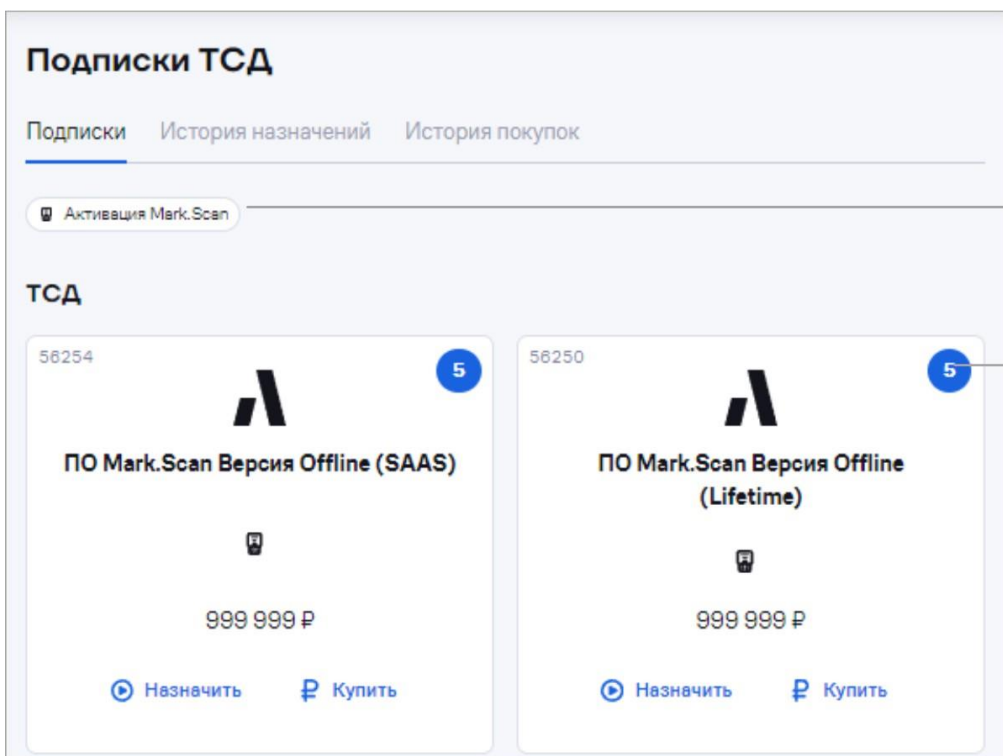 Подписки ТСД
Подписки История назначений История покупок
Активация Mark.Scan
ТСД
56254 5
ПО Mark.Scan Версия Offline (SAAS)
999 999 ₽
Назначить ₽ Купить
56250 5
ПО Mark.Scan Версия Offline
(Lifetime)
999 999 ₽
Назначить ₽ Купить